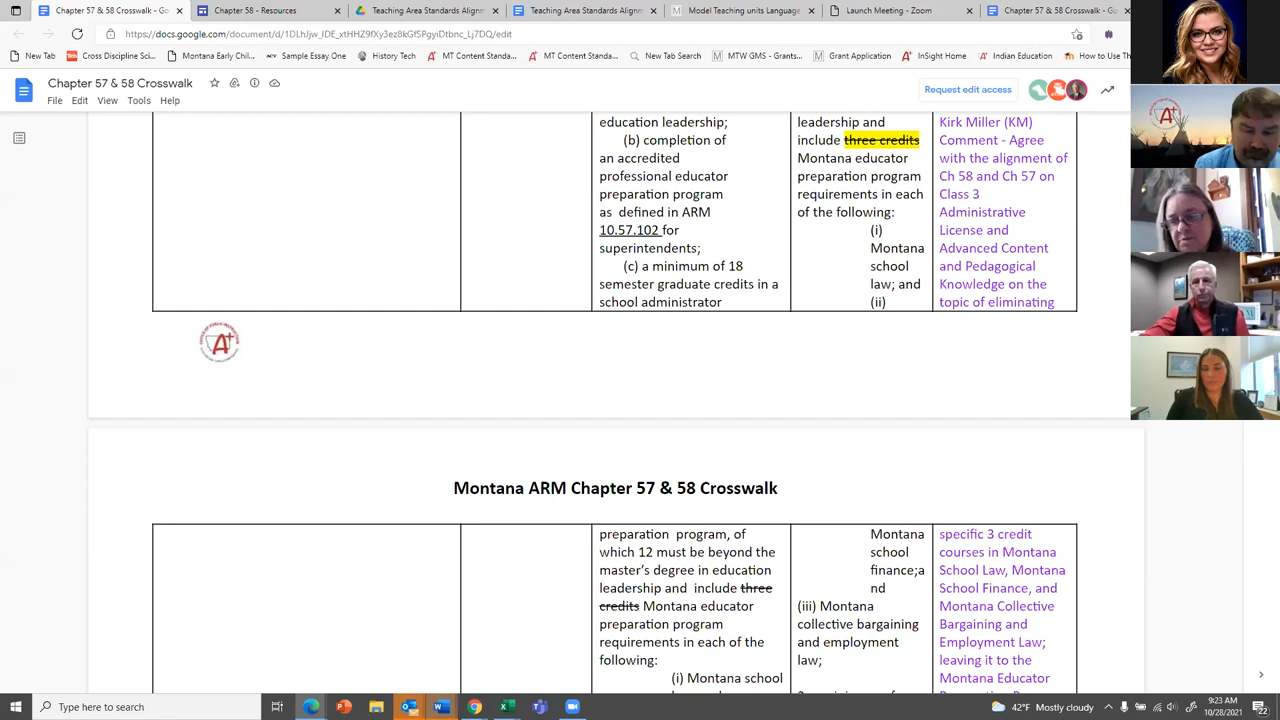 Chapter 57 & 58 Crosswalk - Go
Chapter 58 - Resources
Teaching Area Standards Alignm
Teaching Area Standards Alignm
Model Teaching units Language
Launch Meeting - Zoom
Chapter 57 & 58 Crosswalk - Go
New Tab
Cross Discipline Sci...
Montana Early Chil...
Sample Essay One
History Tech
MT Content Standa...
MT Content Standa...
New Tab Search
MTW GMS - Grants...
Grant Application
InSight Home
Indian Education
How to Use Th
Chapter 57 & 58 Crosswalk
File Edit View Tools Help
Request edit access
education leadership;
(b) completion of
an accredited
professional educator
preparation program
as defined in ARM
10.57.102 for
superintendents;
(c) a minimum of 18
semester graduate credits in a
school administrator
leadership and
include three credits
Montana educator
preparation program
requirements in each
of the following:
(i)
Montana
school
law; and
(ii)
Kirk Miller (KM)
Comment - Agree
with the alignment of
Ch 58 and Ch 57 on
Class 3
Administrative
License and
Advanced Content
and Pedagogical
Knowledge on the
topic of eliminating
A+
Montana ARM Chapter 57 & 58 Crosswalk
preparation program, of
which 12 must be beyond the
master's degree in education
leadership and include three
credits Montana educator
preparation program
requirements in each of the
following:
(i) Montana school
Montana
school
finance;a
nd
(iii) Montana
collective bargaining
and employment
law;
specific 3 credit
courses in Montana
School Law, Montana
School Finance, and
Montana Collective
Bargaining and
Employment Law;
leaving it to the
Montana Educator
Type here to search
42°F Mostly cloudy
9:23 AM
10/28/2021
22